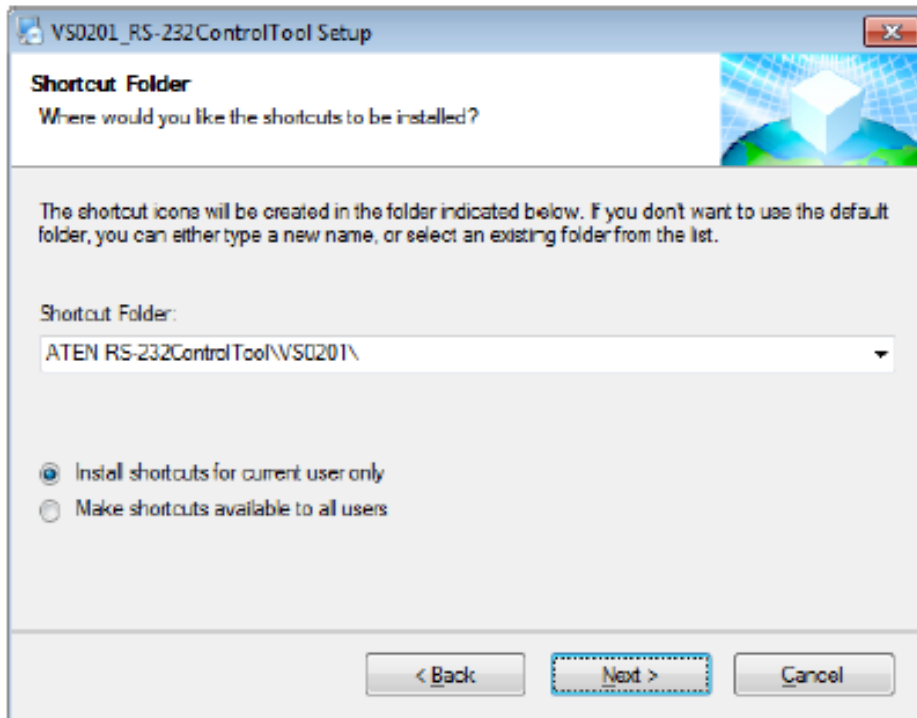 VS0201_RS-232ControlTool Setup
Shortcut Folder
Where would you like the shortcuts to be installed?
The shortcut icons will be created in the folder indicated below. If you don't want to use the default
folder, you can either type a new name, or select an existing folder from the list.
Shortcut Folder:
ATEN RS-232ControlTool\VS0201\
Install shortcuts for current user only
Make shortcuts available to all users
< Back Next > Cancel